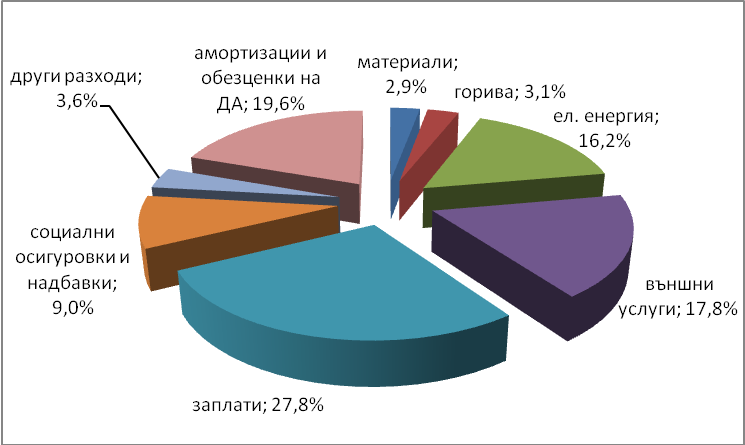 амортизации и
обезценки на
ДА; 19,6%
материали;
2,9%
горива; 3,1%
ел. енергия;
16,2%
външни
услуги; 17,8%
заплати; 27,8%
социални
осигуровки и
надбавки;
9,0%
други разходи;
3,6%